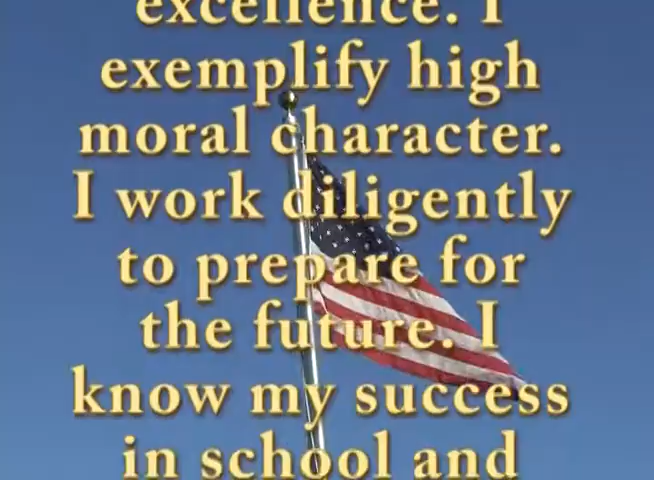 excellence. I
exemplify high
moral character.
I work diligently
to prepare for
the future. I
know my success
in school and